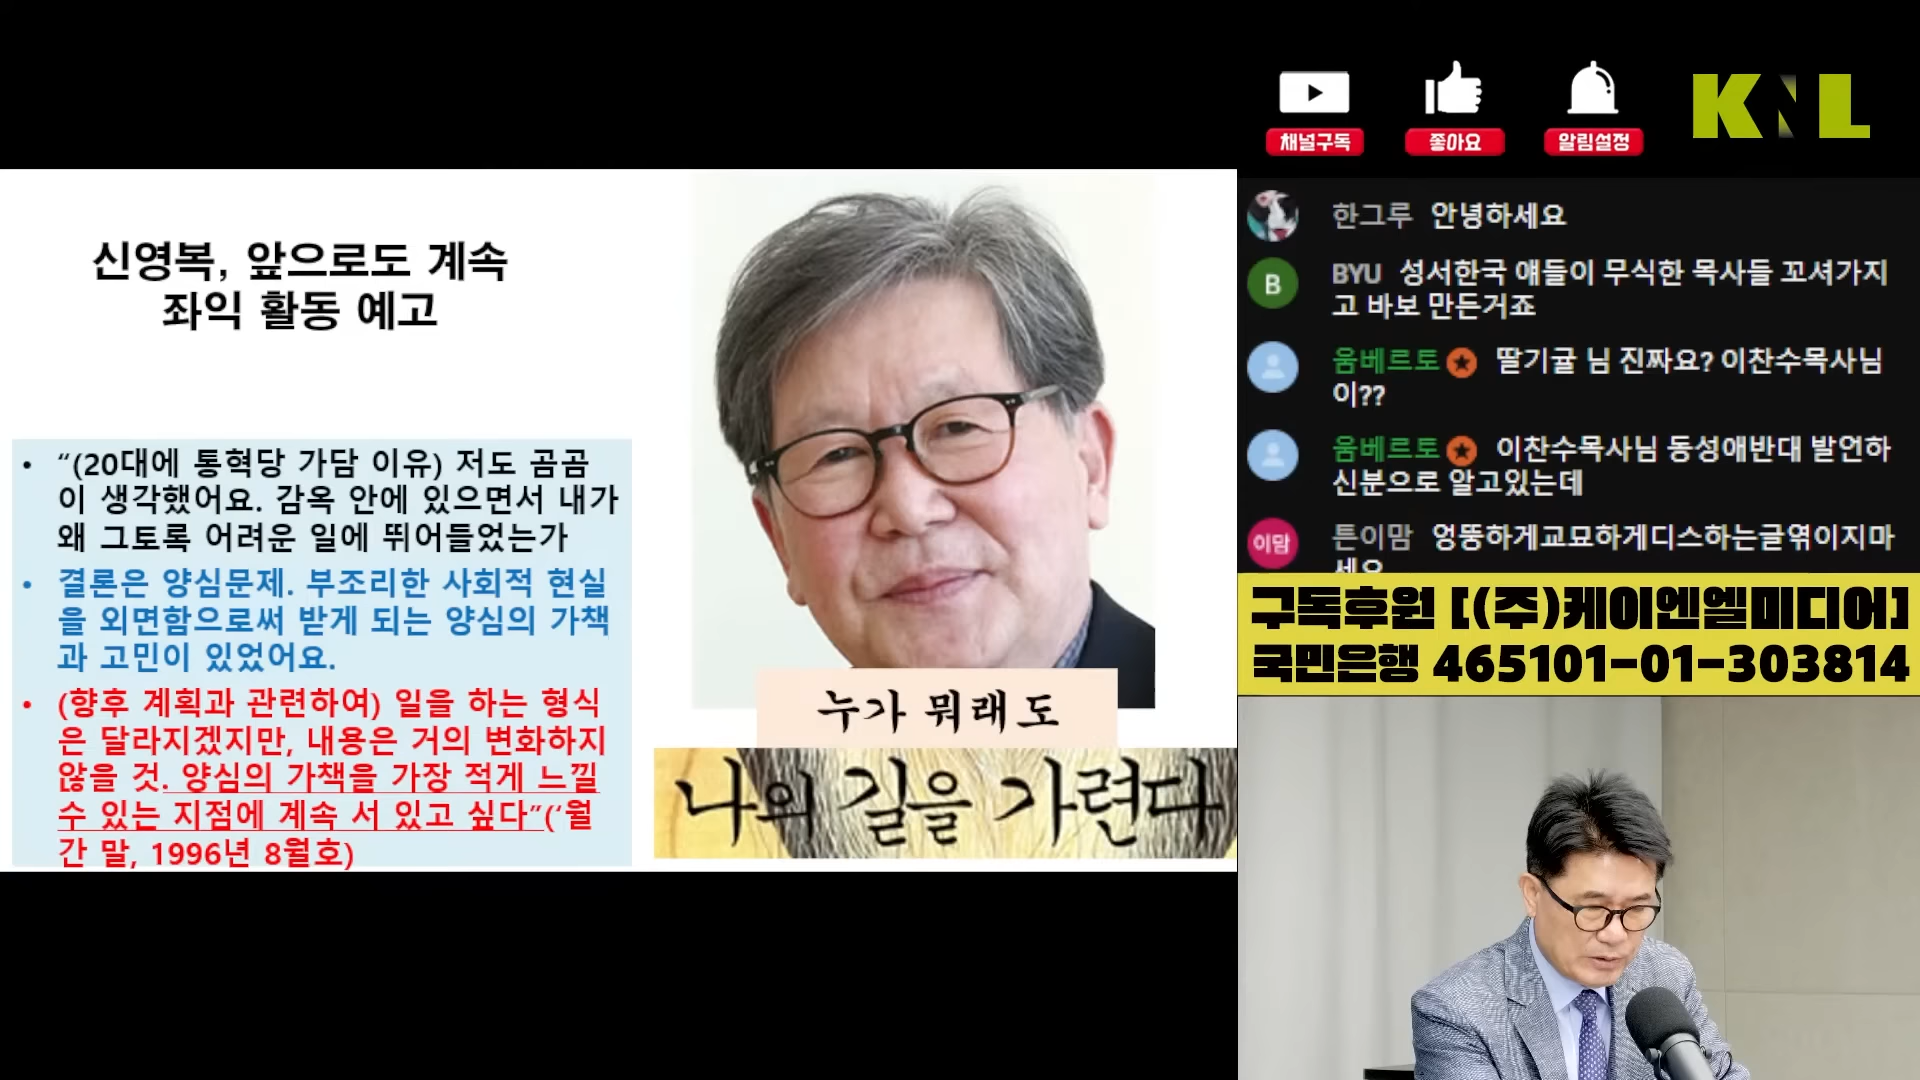 채널구독
좋아요
알림설정
KNL
신영복, 앞으로도 계속
좌익 활동 예고
• “(20대에 통혁당 가담 이유) 저도 곰곰
이 생각했어요. 감옥 안에 있으면서 내가
왜 그토록 어려운 일에 뛰어들었는가
• 결론은 양심문제. 부조리한 사회적 현실
을 외면함으로써 받게 되는 양심의 가책
과 고민이 있었어요.
• (향후 계획과 관련하여) 일을 하는 형식
은 달라지겠지만, 내용은 거의 변화하지
않을 것. 양심의 가책을 가장 적게 느낄
수 있는 지점에 계속 서 있고 싶다”(‘월
간 말, 1996년 8월호)
누가 뭐래도
나의 길을 가련다
한그루 안녕하세요
B
BYU 성서한국 얘들이 무식한 목사들 꼬셔가지
고 바보 만든거죠
움베르토 딸기귤 님 진짜요? 이찬수목사님
이??
움베르토 이찬수목사님 동성애반대 발언하
신분으로 알고있는데
이맘
튼이맘 엉뚱하게교묘하게디스하는글엮이지마
세요
구독후원 [(주)케이엔엘미디어]
국민은행 465101-01-303814